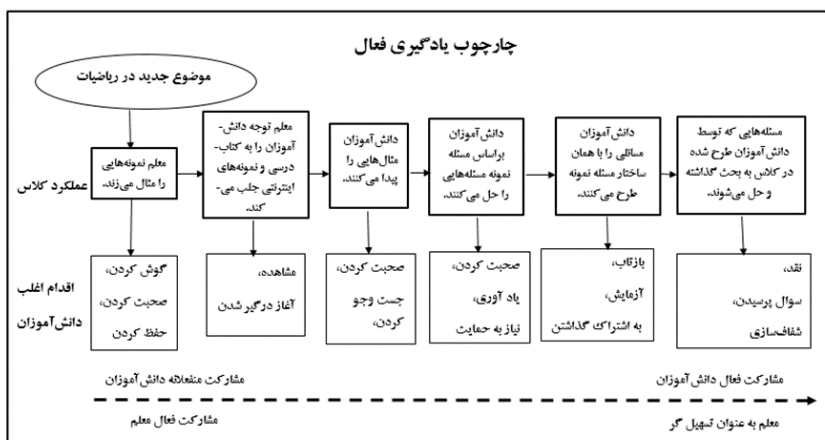 چارچوب یادگیری فعال
موضوع جدید در ریاضیات
عملکرد کلاس
معلم نمونه‌هایی
را مثال می‌زند.
معلم توجه دانش-
آموزان را به کتاب-
درسی و نمونه‌های
اینترنتی جلب می-
کند.
دانش‌آموزان
مثال‌هایی را
پیدا می‌کنند.
دانش‌آموزان
براساس مسئله
نمونه مسئله‌هایی
را حل می‌کنند.
دانش‌آموزان
مسائلی را با همان
ساختار مسئله نمونه
طرح می‌کنند.
مسئله‌هایی که توسط
دانش‌آموزان طرح شده
در کلاس به بحث گذاشته
و حل می‌شوند.
اقدام اغلب
دانش‌آموزان
گوش کردن،
صحبت کردن،
حفظ کردن
مشاهده،
آغاز درگیر شدن
صحبت کردن،
جست وجو
کردن،
صحبت کردن،
یاد آوری،
نیاز به حمایت
بازتاب،
آزمایش،
به اشتراک گذاشتن
نقد،
سوال پرسیدن،
شفاف‌سازی
مشارکت منفعلانه دانش‌آموزان
مشارکت فعال دانش‌آموزان
مشارکت فعال معلم
معلم به عنوان تسهیل گر